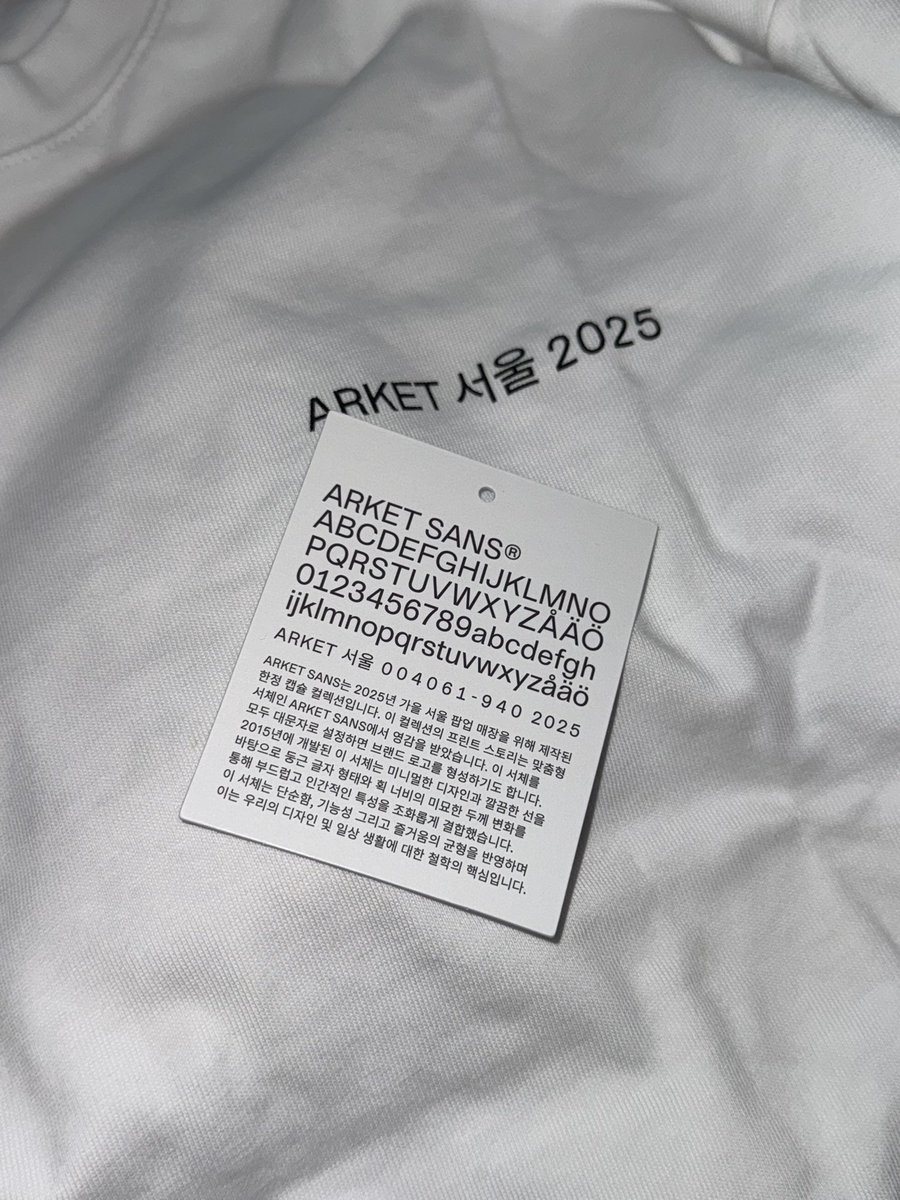 ARKET 서울 2025
ARKET SANS®
ABCDEFGHIJKLMNO
PQRSTUVWXYZÅÄÖ
0123456789abcdefgh
ijklmnopqrstuvwxyzåäö
ARKET 서울 004061-940 2025
ARKET SANS는 2025년 가을 서울 팝업 매장을 위해 제작된
한정 캡슐 컬렉션입니다. 이 컬렉션의 프린트 스토리는 맞춤형
서체인 ARKET SANS에서 영감을 받았습니다. 이 서체를
모두 대문자로 설정하면 브랜드 로고를 형성하기도 합니다.
2015년에 개발된 이 서체는 미니멀한 디자인과 깔끔한 선을
바탕으로 둥근 글자 형태와 획 너비의 미묘한 두께 변화를
통해 부드럽고 인간적인 특성을 조화롭게 결합했습니다.
이 서체는 단순함, 기능성 그리고 즐거움의 균형을 반영하며
이는 우리의 디자인 및 일상 생활에 대한 철학의 핵심입니다.